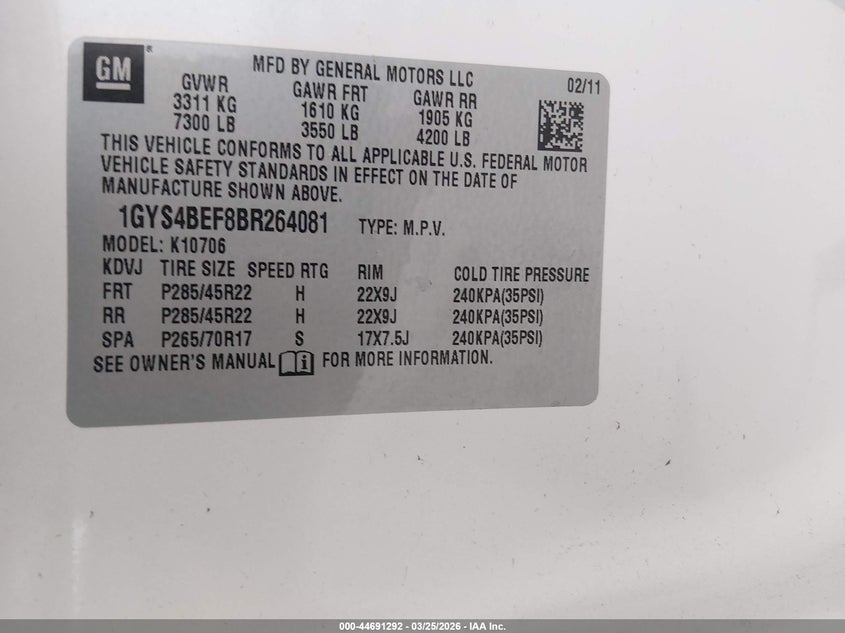 GM ®
MFD BY GENERAL MOTORS LLC
02/11
GVWR GAWR FRT GAWR RR
3311 KG 1610 KG 1905 KG
7300 LB 3550 LB 4200 LB
THIS VEHICLE CONFORMS TO ALL APPLICABLE U.S. FEDERAL MOTOR
VEHICLE SAFETY STANDARDS IN EFFECT ON THE DATE OF
MANUFACTURE SHOWN ABOVE.
1GYS4BEF8BR264081 TYPE: M.P.V.
MODEL: K10706
KDVJ TIRE SIZE SPEED RTG RIM COLD TIRE PRESSURE
FRT P285/45R22 H 22X9J 240KPA(35PSI)
RR P285/45R22 H 22X9J 240KPA(35PSI)
SPA P265/70R17 S 17X7.5J 240KPA(35PSI)
SEE OWNER'S MANUAL i FOR MORE INFORMATION.
000-44691292 - 03/25/2026 - IAA Inc.